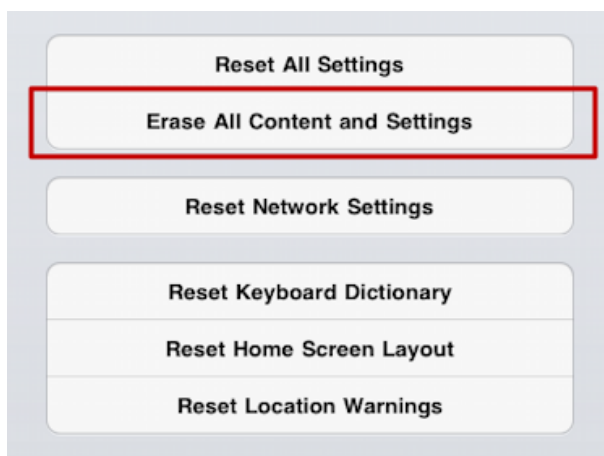 Reset All Settings
Erase All Content and Settings
Reset Network Settings
Reset Keyboard Dictionary
Reset Home Screen Layout
Reset Location Warnings